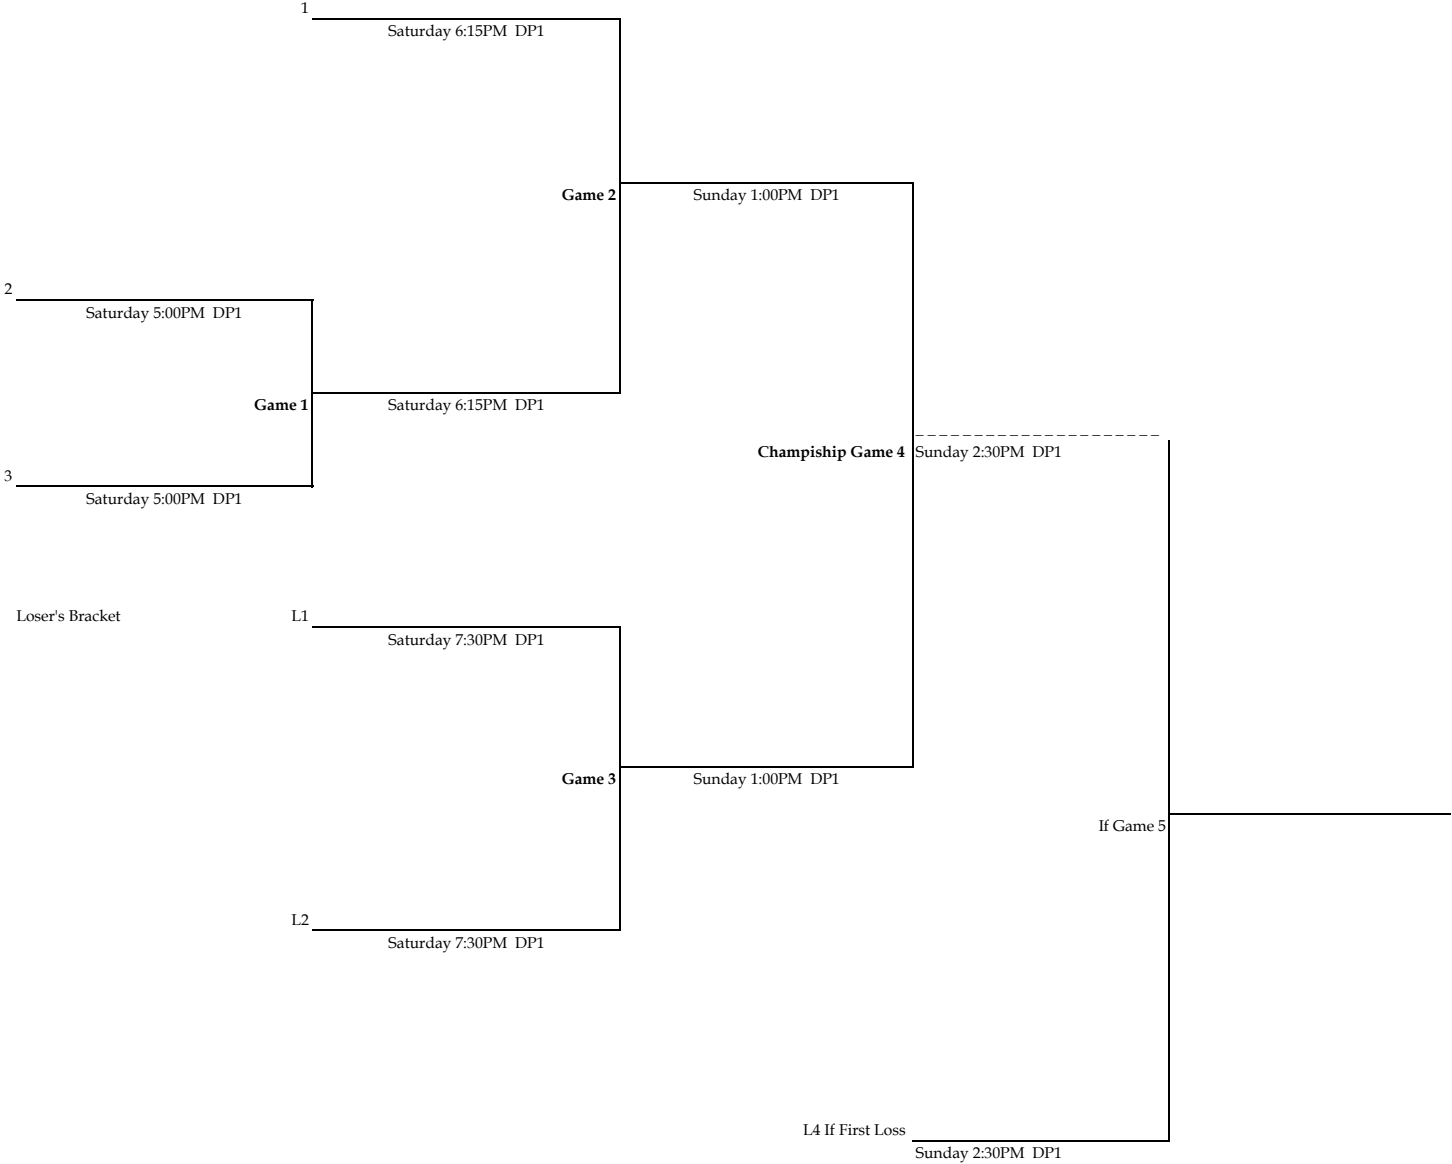 1
Saturday 6:15PM DP1
Game 2
Sunday 1:00PM DP1
2
Saturday 5:00PM DP1
Game 1
Saturday 6:15PM DP1
Champiship Game 4
Sunday 2:30PM DP1
3
Saturday 5:00PM DP1
Loser's Bracket
L1
Saturday 7:30PM DP1
Game 3
Sunday 1:00PM DP1
If Game 5
L2
Saturday 7:30PM DP1
L4 If First Loss
Sunday 2:30PM DP1